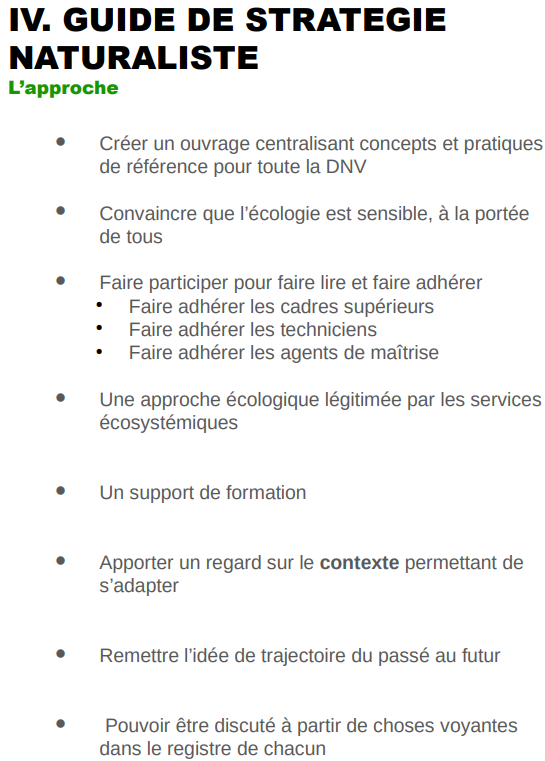 IV. GUIDE DE STRATEGIE
NATURALISTE
L’approche
• Créer un ouvrage centralisant concepts et pratiques
de référence pour toute la DNV
• Convaincre que l’écologie est sensible, à la portée
de tous
• Faire participer pour faire lire et faire adhérer
• Faire adhérer les cadres supérieurs
• Faire adhérer les techniciens
• Faire adhérer les agents de maîtrise
• Une approche écologique légitimée par les services
écosystémiques
• Un support de formation
• Apporter un regard sur le contexte permettant de
s’adapter
• Remettre l’idée de trajectoire du passé au futur
• Pouvoir être discuté à partir de choses voyantes
dans le registre de chacun